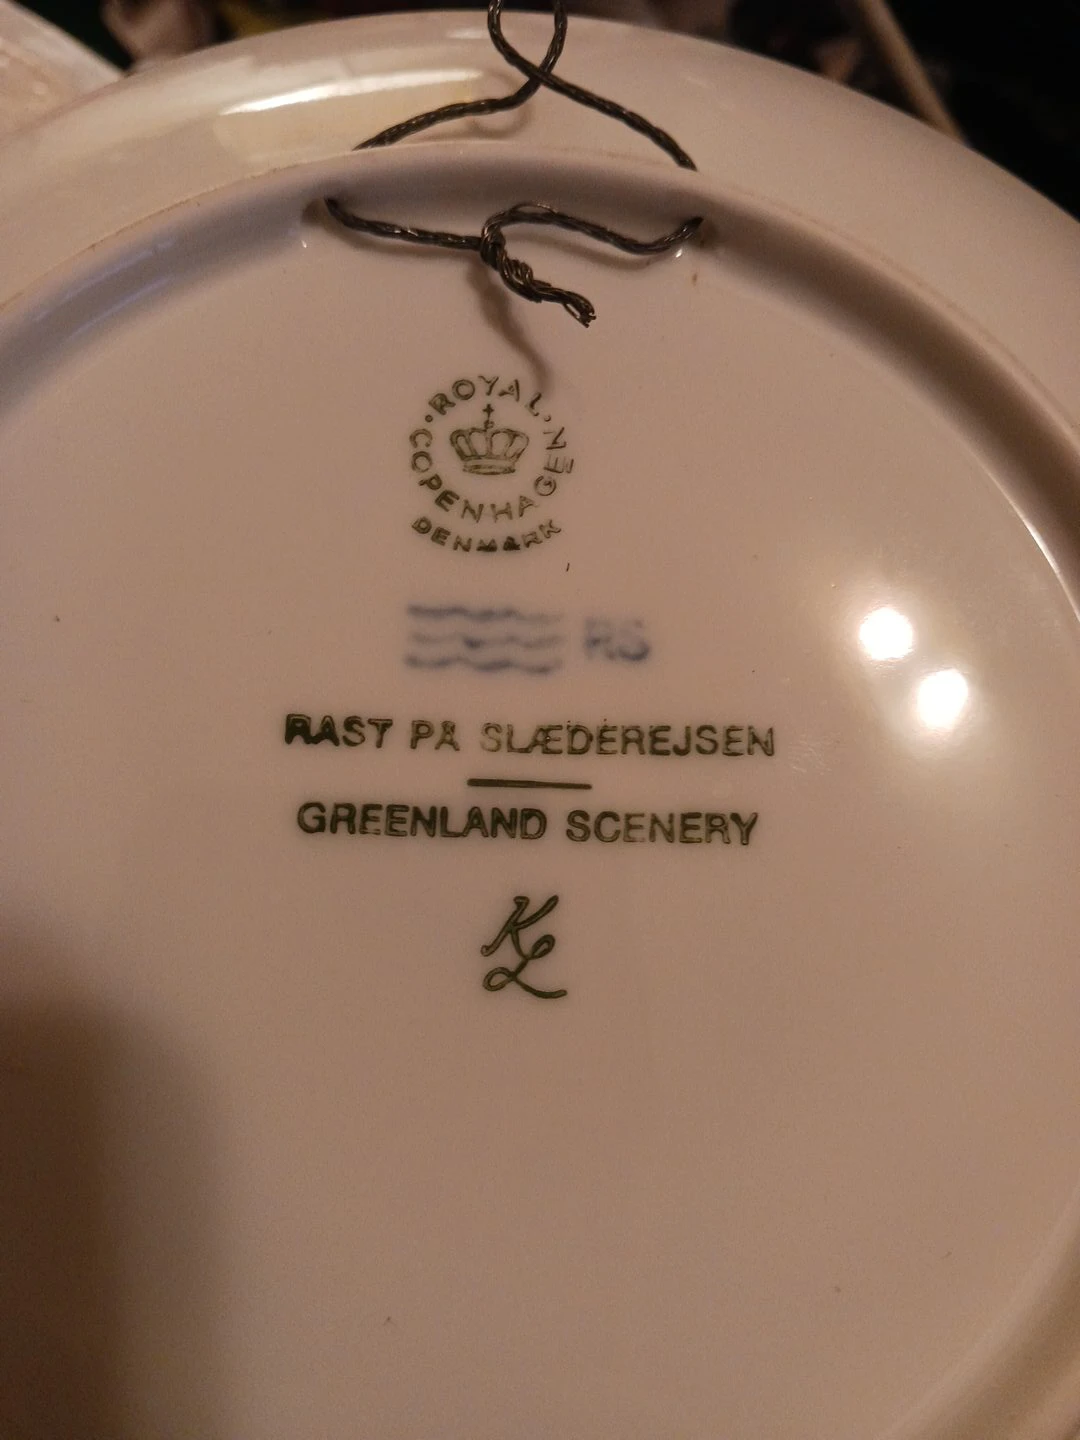 ROYAL COPENHAGEN
DENMARK
RS
RAST PÅ SLÆDEREJSEN
GREENLAND SCENERY
KL